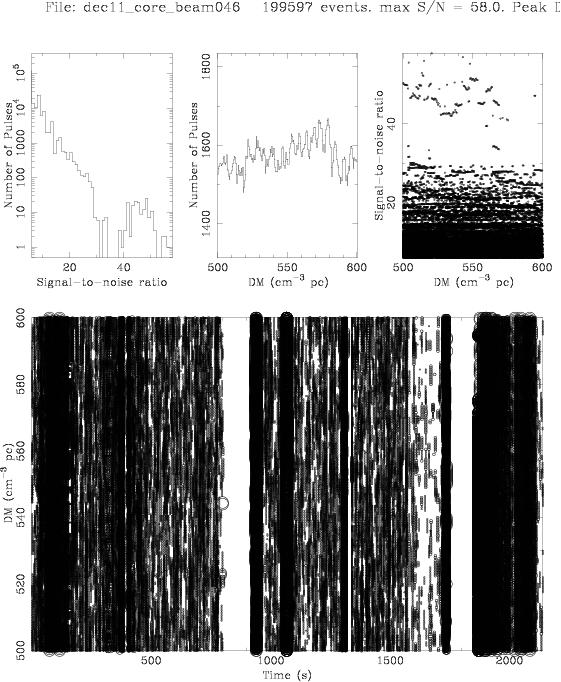 File: dec11_core_beam046 199597 events. max S/N = 58.0. Peak D
Number of Pulses
1 10 100 1000 10⁴ 10⁵
20 40
Signal−to−noise ratio
Number of Pulses
1400 1600 1800
500 550 600
DM (cm⁻³ pc)
Signal−to−noise ratio
20 40
500 550 600
DM (cm⁻³ pc)
DM (cm⁻³ pc)
500 520 540 560 580 600
500 1000 1500 2000
Time (s)